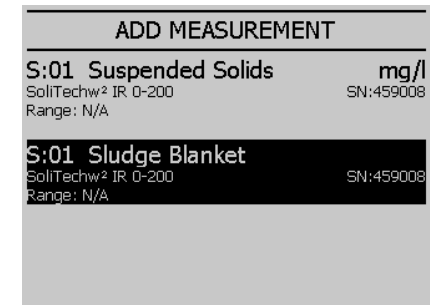 ADD MEASUREMENT
S:01 Suspended Solids mg/l
SoliTechw² IR 0-200 SN:459008
Range: N/A
S:01 Sludge Blanket
SoliTechw² IR 0-200 SN:459008
Range: N/A